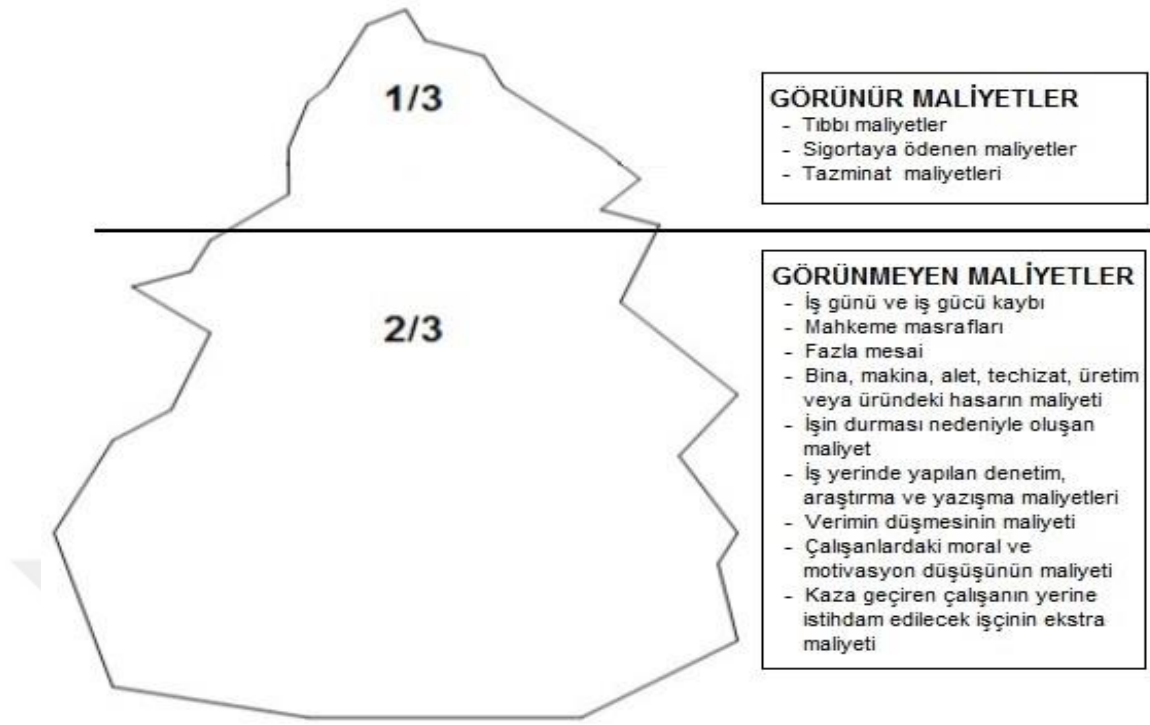 1/3
2/3
GÖRÜNÜR MALİYETLER
- Tıbbı maliyetler
- Sigortaya ödenen maliyetler
- Tazminat maliyetleri
GÖRÜNMEYEN MALİYETLER
- İş günü ve iş gücü kaybı
- Mahkeme masrafları
- Fazla mesai
- Bina, makina, alet, techizat, üretim
veya üründeki hasarın maliyeti
- İşin durması nedeniyle oluşan
maliyet
- İş yerinde yapılan denetim,
araştırma ve yazışma maliyetleri
- Verimin düşmesinin maliyeti
- Çalışanlardaki moral ve
motivasyon düşüşünün maliyeti
- Kaza geçiren çalışanın yerine
istihdam edilecek işçinin ekstra
maliyeti